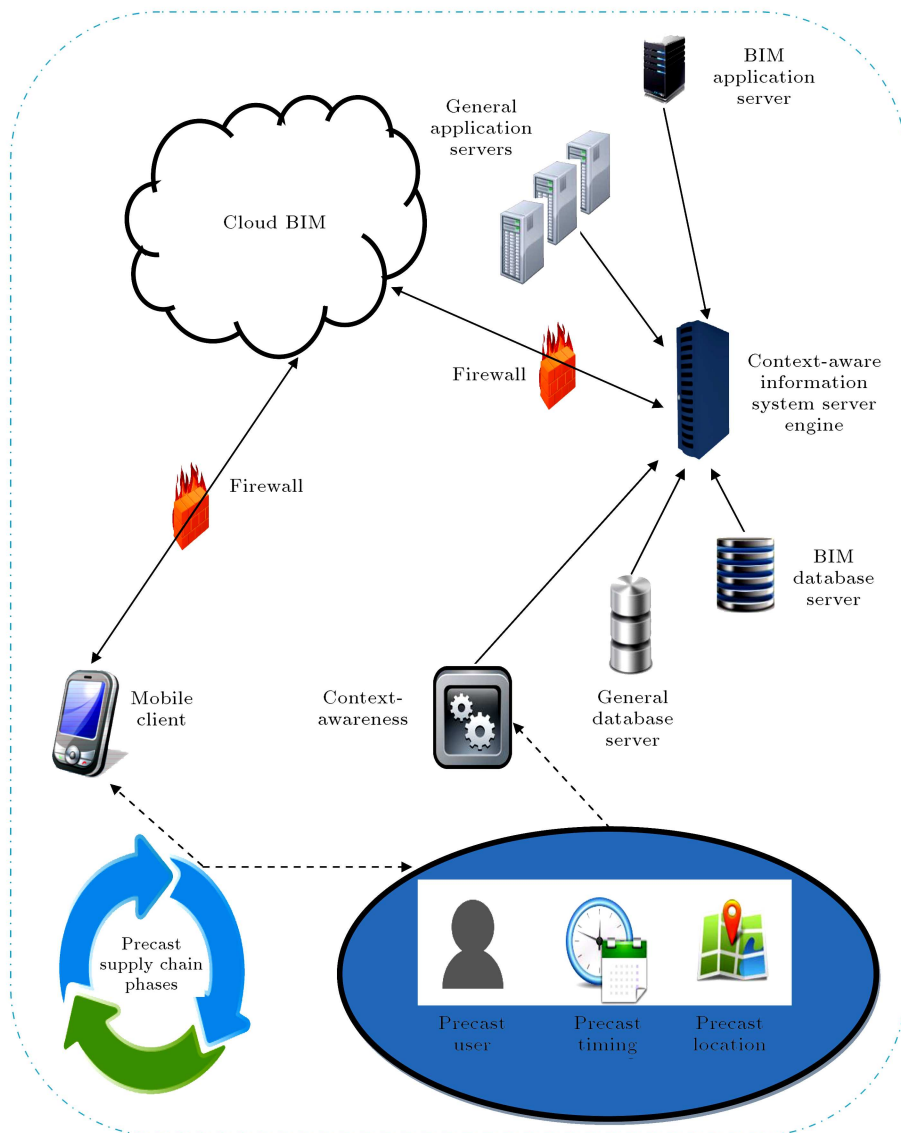 BIM
application
server
General
application
servers
Cloud BIM
Firewall
Context-aware
information
system server
engine
Firewall
BIM
database
server
Mobile
client
Context-
awareness
General
database
server
Precast
supply chain
phases
Precast
user
Precast
timing
Precast
location